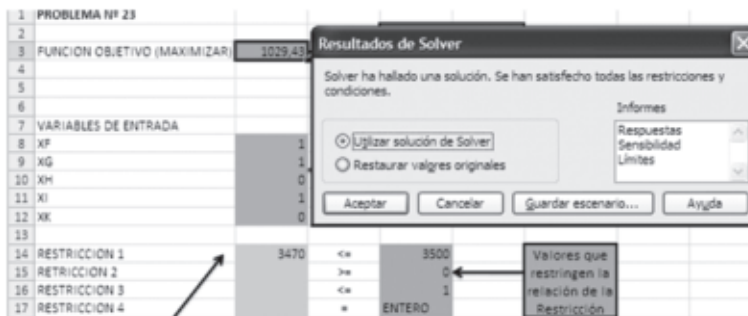 1 PROBLEMA Nº 23
2
3 FUNCION OBJETIVO (MAXIMIZAR) 1029,43
4
5
6
7 VARIABLES DE ENTRADA
8 XF 1
9 XG 1
10 XH 0
11 XI 1
12 XK 0
13
14 RESTRICCION 1 3470 <= 3500
15 RETRICCION 2 >= 0
16 RESTRICCION 3 <= 1
17 RESTRICCION 4 = ENTERO
Resultados de Solver
Solver ha hallado una solución. Se han satisfecho todas las restricciones y
condiciones.
Informes
Utilizar solución de Solver
Restaurar valores originales
Respuestas
Sensibilidad
Límites
Aceptar
Cancelar
Guardar escenario...
Ayuda
Valores que
restringen la
relación de la
Restricción